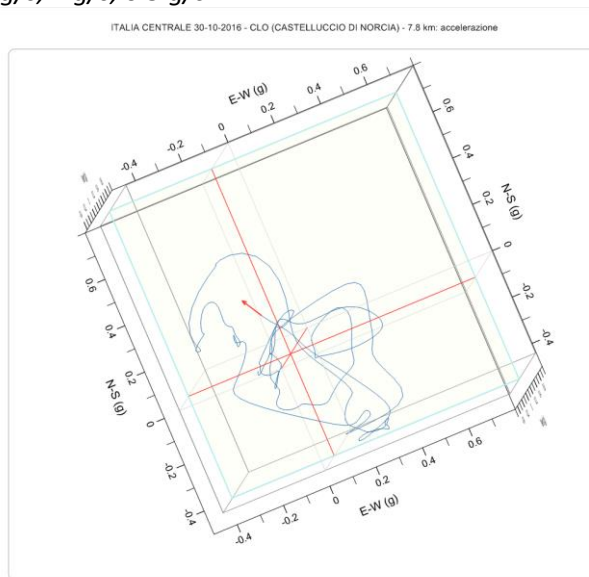 ITALIA CENTRALE 30-10-2016 - CLO (CASTELLUCCIO DI NORCIA) - 7.8 km: accelerazione
E-W (g)
-0.4 -0.2 0 0.2 0.4 0.6
N-S (g)
0.6 0.4 0.2 0 -0.2 -0.4
N-S (g)
0.6 0.4 0.2 0 -0.2 -0.4
E-W (g)
-0.4 -0.2 0 0.2 0.4 0.6